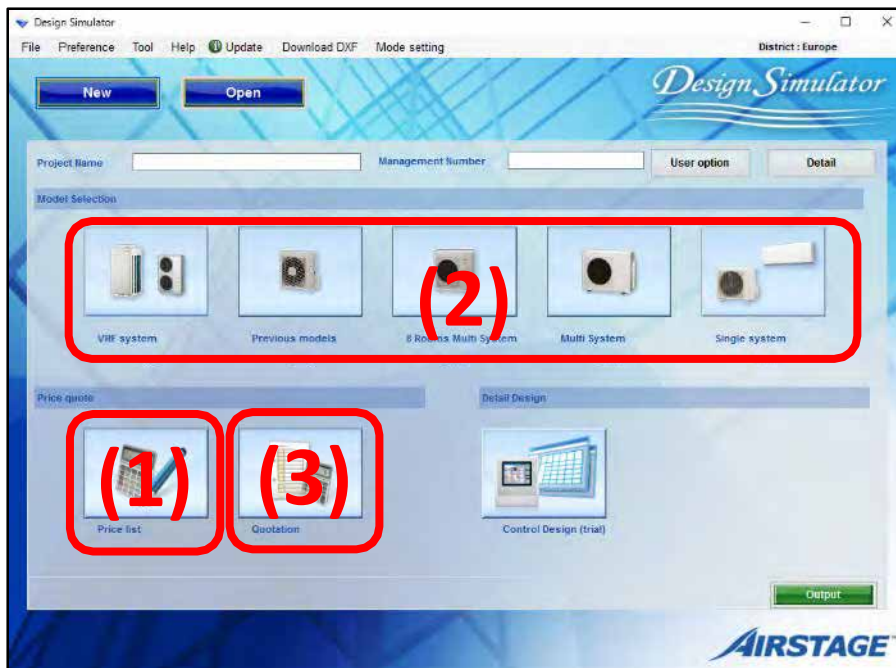 Design Simulator
File Preference Tool Help Update Download DXF Mode setting District : Europe
New Open Design Simulator
Project Name Management Number User option Detail
Model Selection
(2)
VRF system Previous models 8 Rooms Multi System Multi System Single system
Price quote Detail Design
(1) (3)
Price list Quotation Control Design (trial)
Output
AIRSTAGE